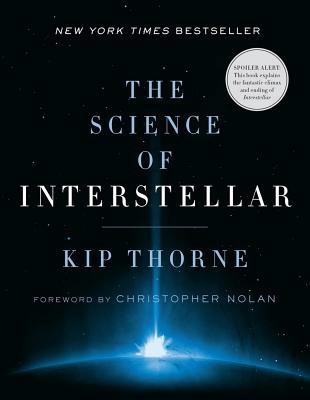 NEW YORK TIMES BESTSELLER
SPOILER ALERT:
This book explains
the fantastic climax
and ending of
Interstellar
THE
SCIENCE
OF
INTERSTELLAR
KIP THORNE
FOREWORD BY CHRISTOPHER NOLAN